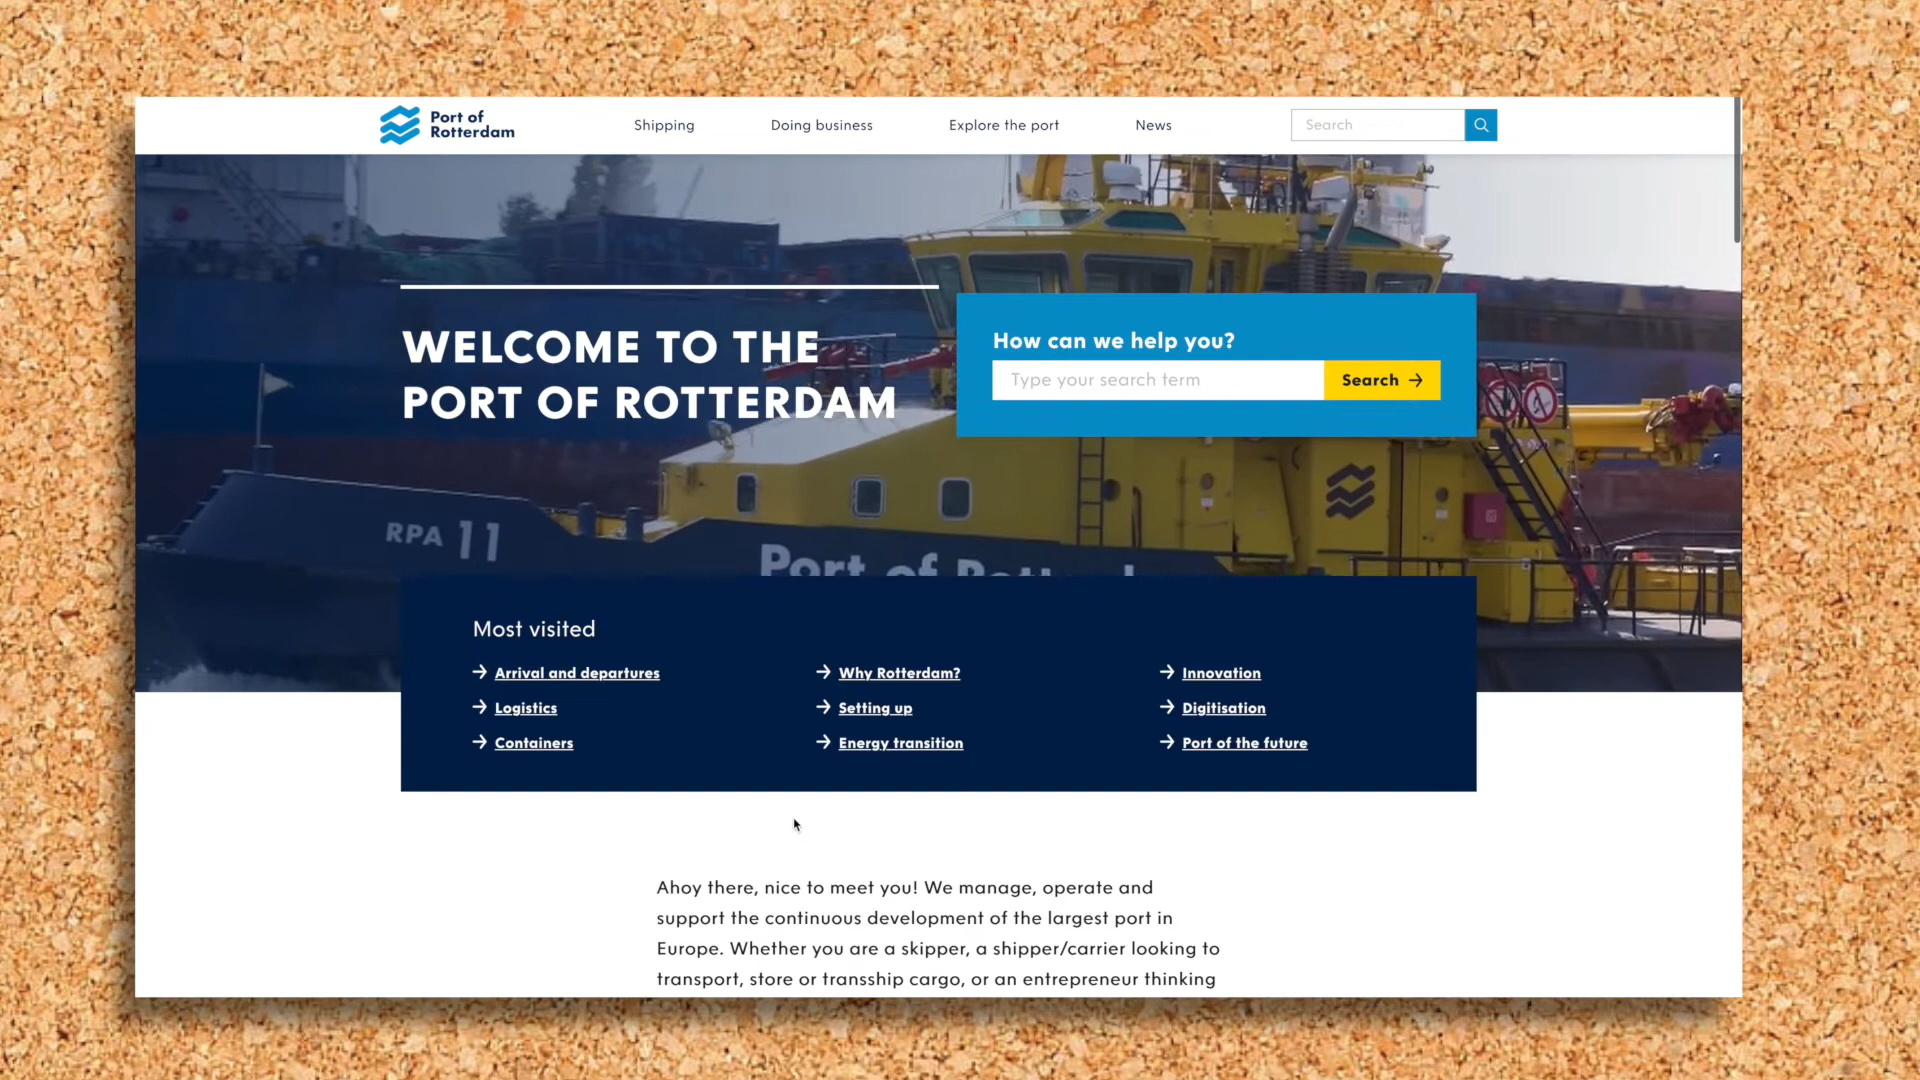 Port of
Rotterdam
Shipping
Doing business
Explore the port
News
Search
WELCOME TO THE
PORT OF ROTTERDAM
How can we help you?
Type your search term
Search
RPA 11
Port of
Most visited
Arrival and departures
Why Rotterdam?
Innovation
Logistics
Setting up
Digitisation
Containers
Energy transition
Port of the future
Ahoy there, nice to meet you! We manage, operate and
support the continuous development of the largest port in
Europe. Whether you are a skipper, a shipper/carrier looking to
transport, store or transship cargo, or an entrepreneur thinking